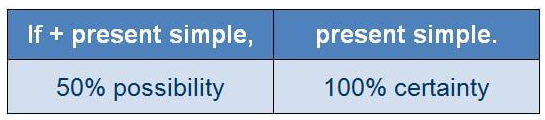 If + present simple, present simple.
50% possibility 100% certainty